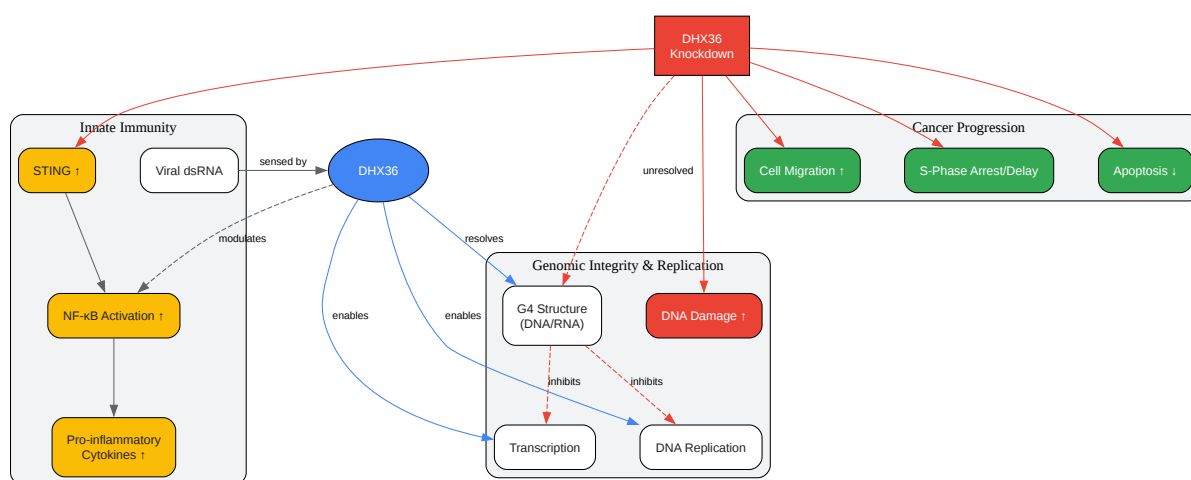 DHX36
Knockdown
Innate Immunity
Cancer Progression
STING ↑
Viral dsRNA
sensed by
DHX36
unresolved
Cell Migration ↑
S-Phase Arrest/Delay
Apoptosis ↓
modulates
resolves
Genomic Integrity & Replication
NF-κB Activation ↑
enables
enables
G4 Structure
(DNA/RNA)
DNA Damage ↑
inhibits
inhibits
Pro-inflammatory
Cytokines ↑
Transcription
DNA Replication